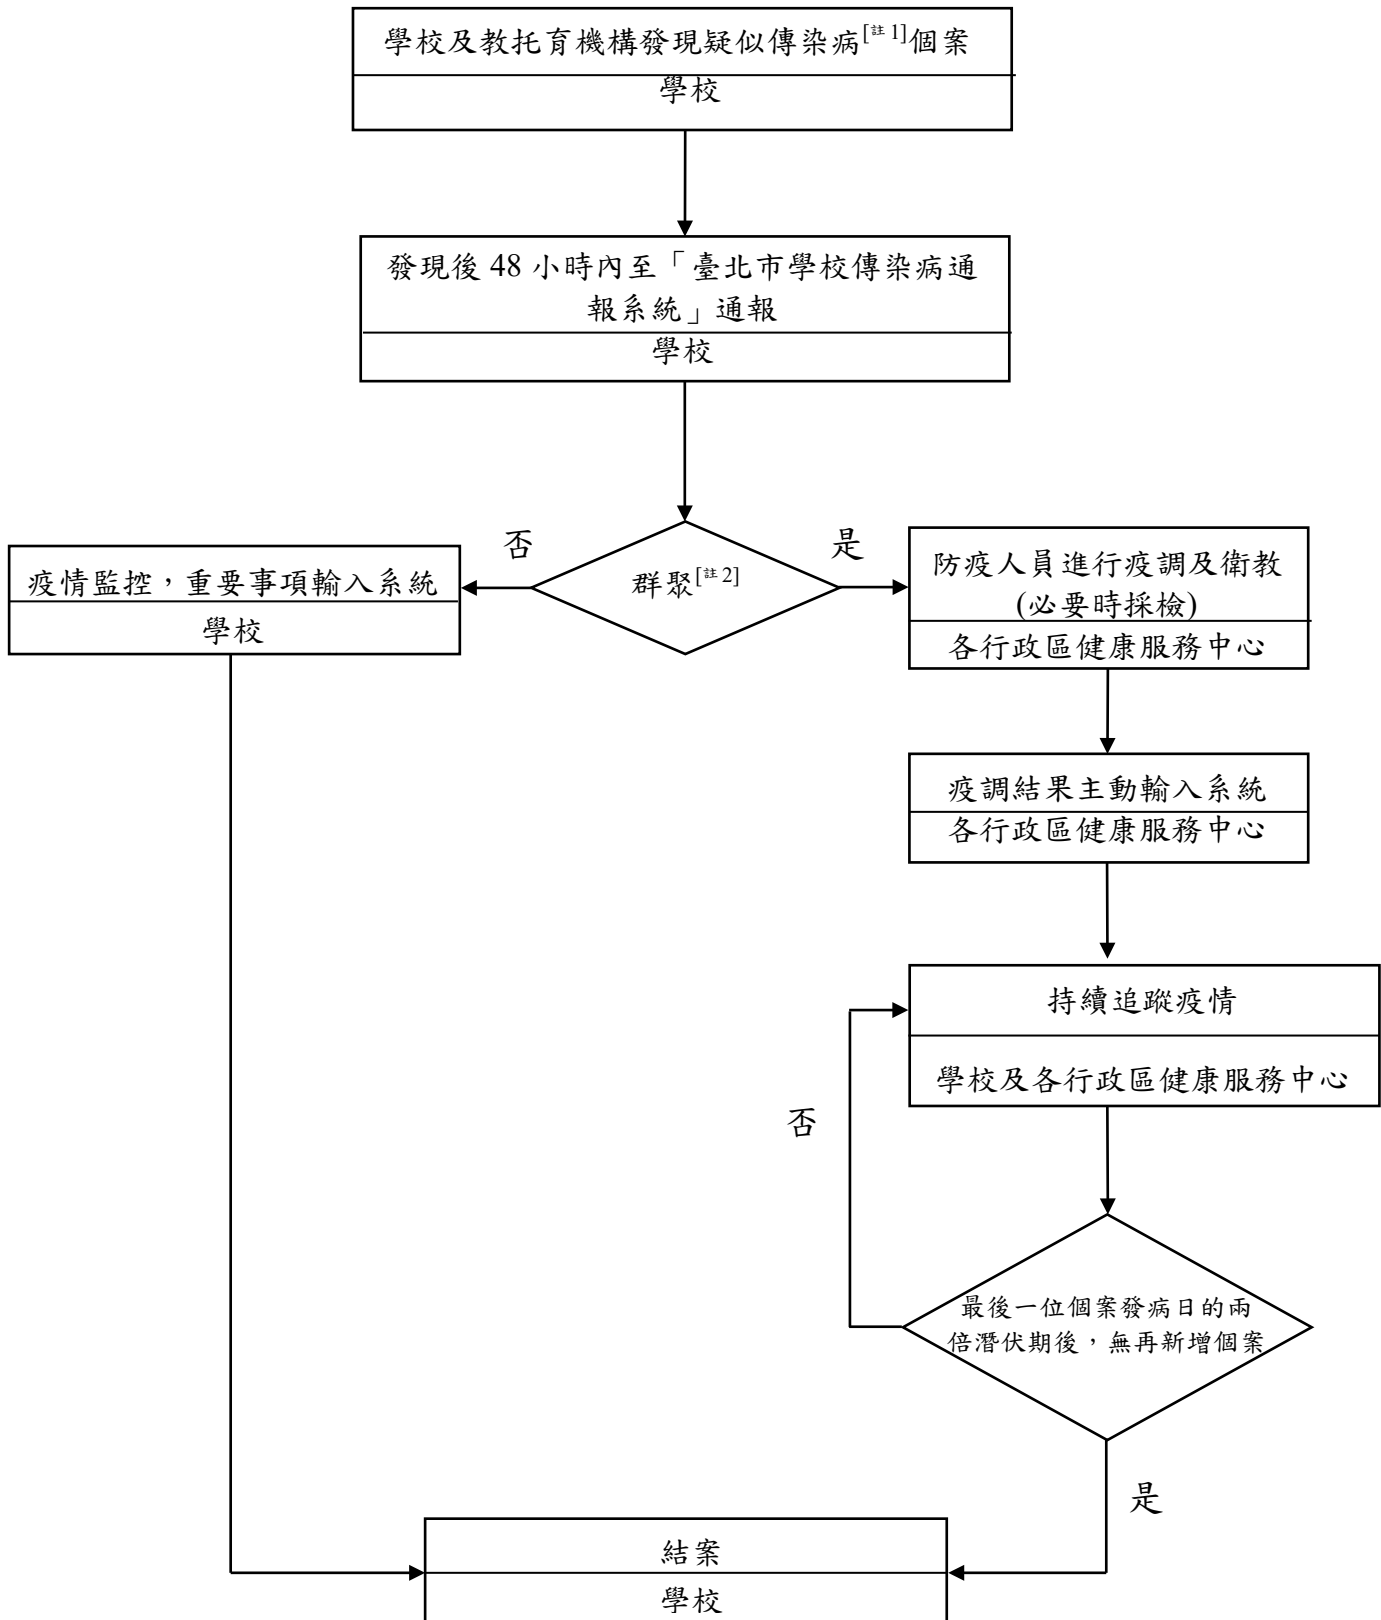 學校及教托育機構發現疑似傳染病[註 1]個案
學校
發現後 48 小時內至「臺北市學校傳染病通
報系統」通報
學校
否
是
群聚[註 2]
疫情監控，重要事項輸入系統
學校
防疫人員進行疫調及衛教
(必要時採檢)
各行政區健康服務中心
疫調結果主動輸入系統
各行政區健康服務中心
持續追蹤疫情
學校及各行政區健康服務中心
否
最後一位個案發病日的兩
倍潛伏期後，無再新增個案
是
結案
學校